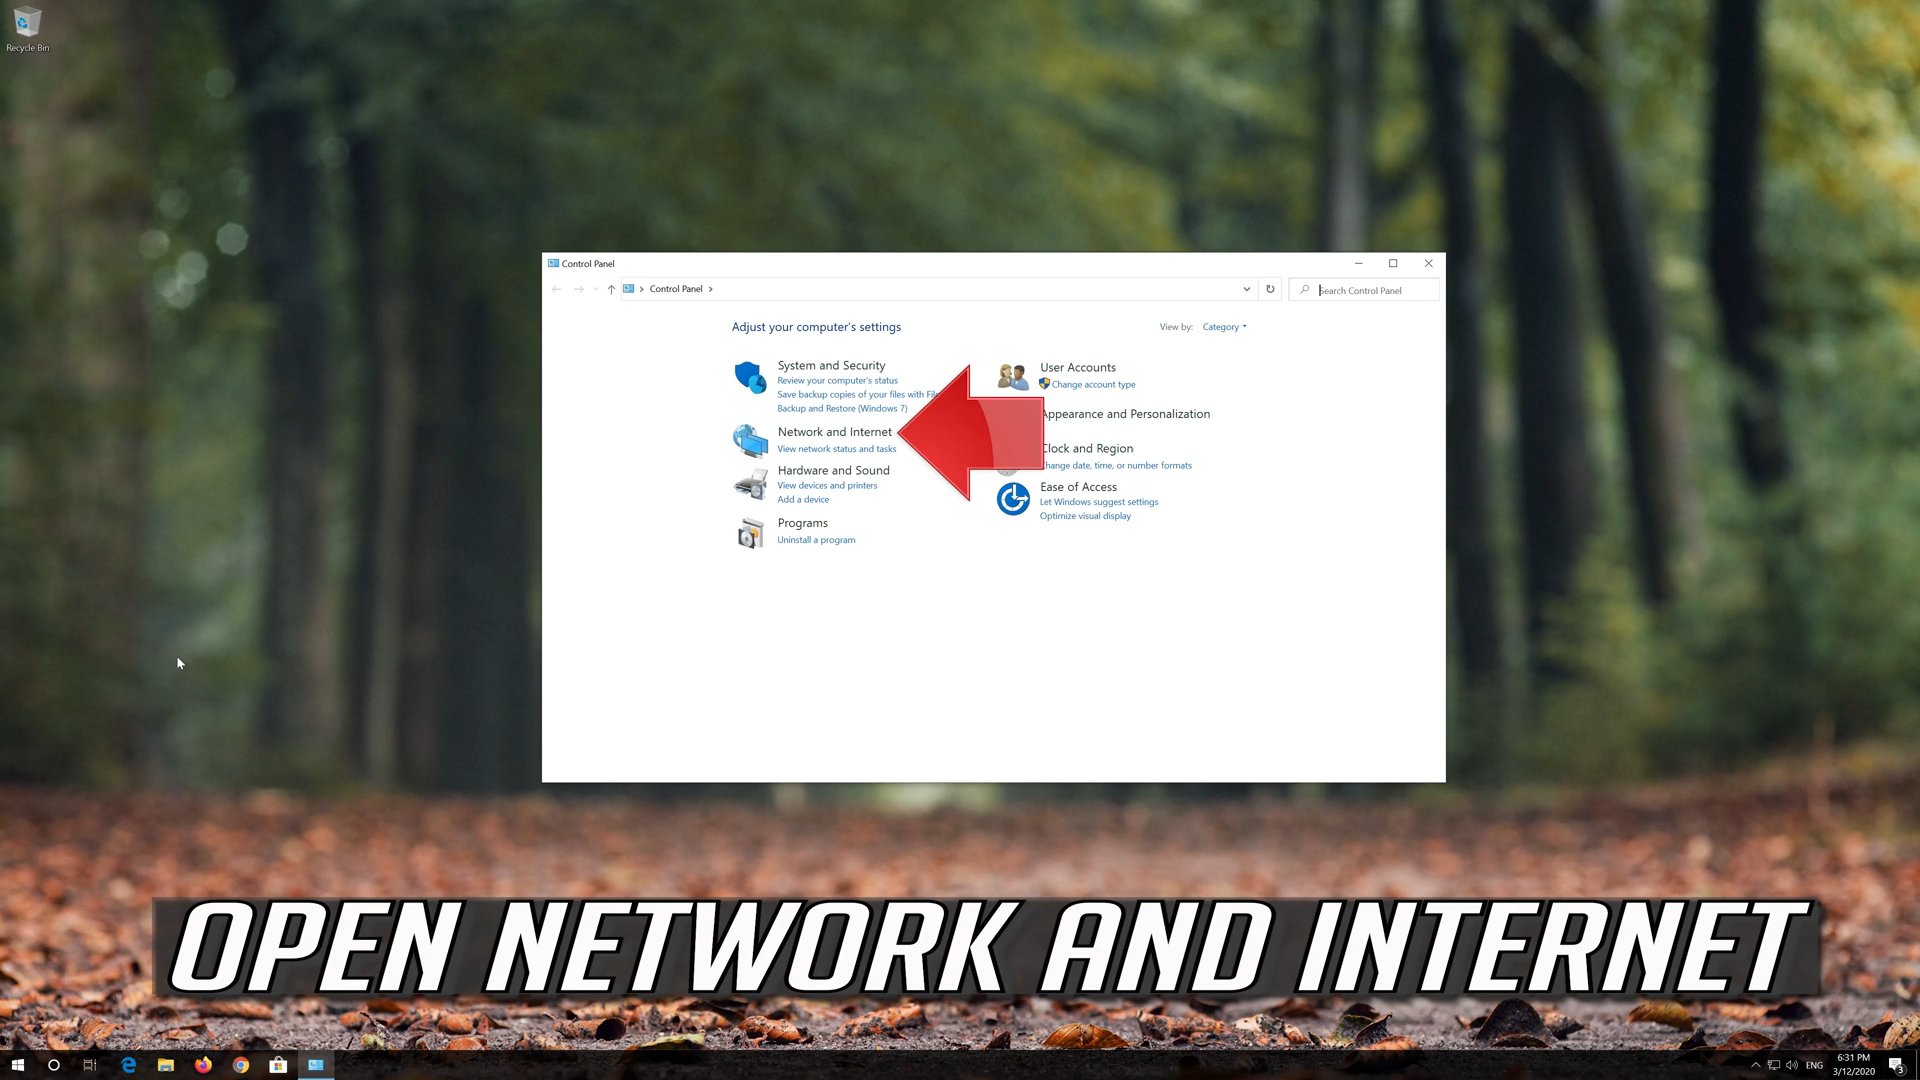 Recycle Bin
Control Panel
Control Panel
Search Control Panel
Adjust your computer's settings
View by: Category
System and Security
Review your computer's status
Save backup copies of your files with
Backup and Restore (Windows 7)
Network and Internet
View network status and tasks
Hardware and Sound
View devices and printers
Add a device
Programs
Uninstall a program
User Accounts
Change account type
Appearance and Personalization
Clock and Region
Change date, time, or number formats
Ease of Access
Let Windows suggest settings
Optimize visual display
OPEN NETWORK AND INTERNET
ENG
6:31 PM
3/12/2020
3